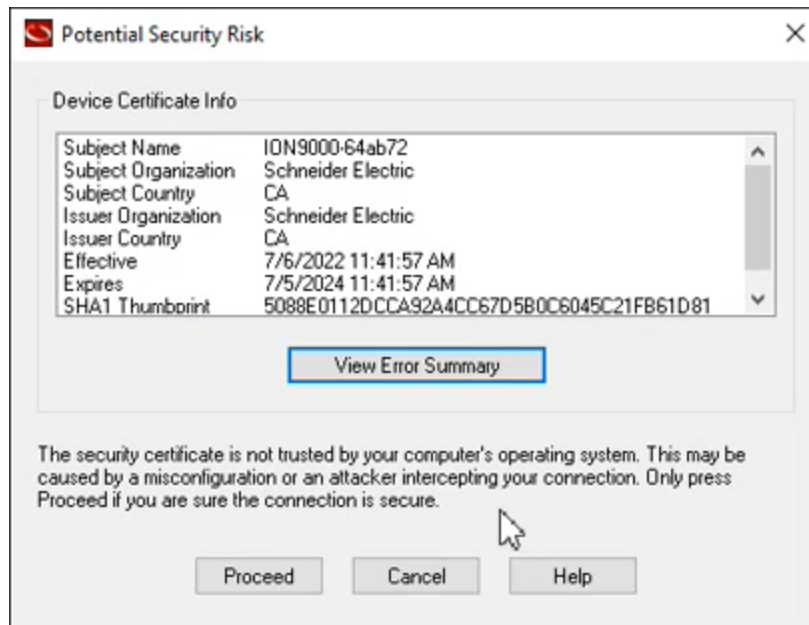 Potential Security Risk
Device Certificate Info
Subject Name ION9000-64ab72
Subject Organization Schneider Electric
Subject Country CA
Issuer Organization Schneider Electric
Issuer Country CA
Effective 7/6/2022 11:41:57 AM
Expires 7/5/2024 11:41:57 AM
SHA1 Thumbprint 5088E0112DCCA92A4CC67D5B0C6045C21FB61D81
View Error Summary
The security certificate is not trusted by your computer's operating system. This may be
caused by a misconfiguration or an attacker intercepting your connection. Only press
Proceed if you are sure the connection is secure.
Proceed Cancel Help